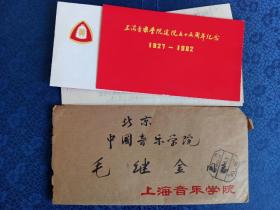 上海音乐学院建院五十五周年纪念
1927-1982
北京
中国音乐学院
毛继金
上海音乐学院